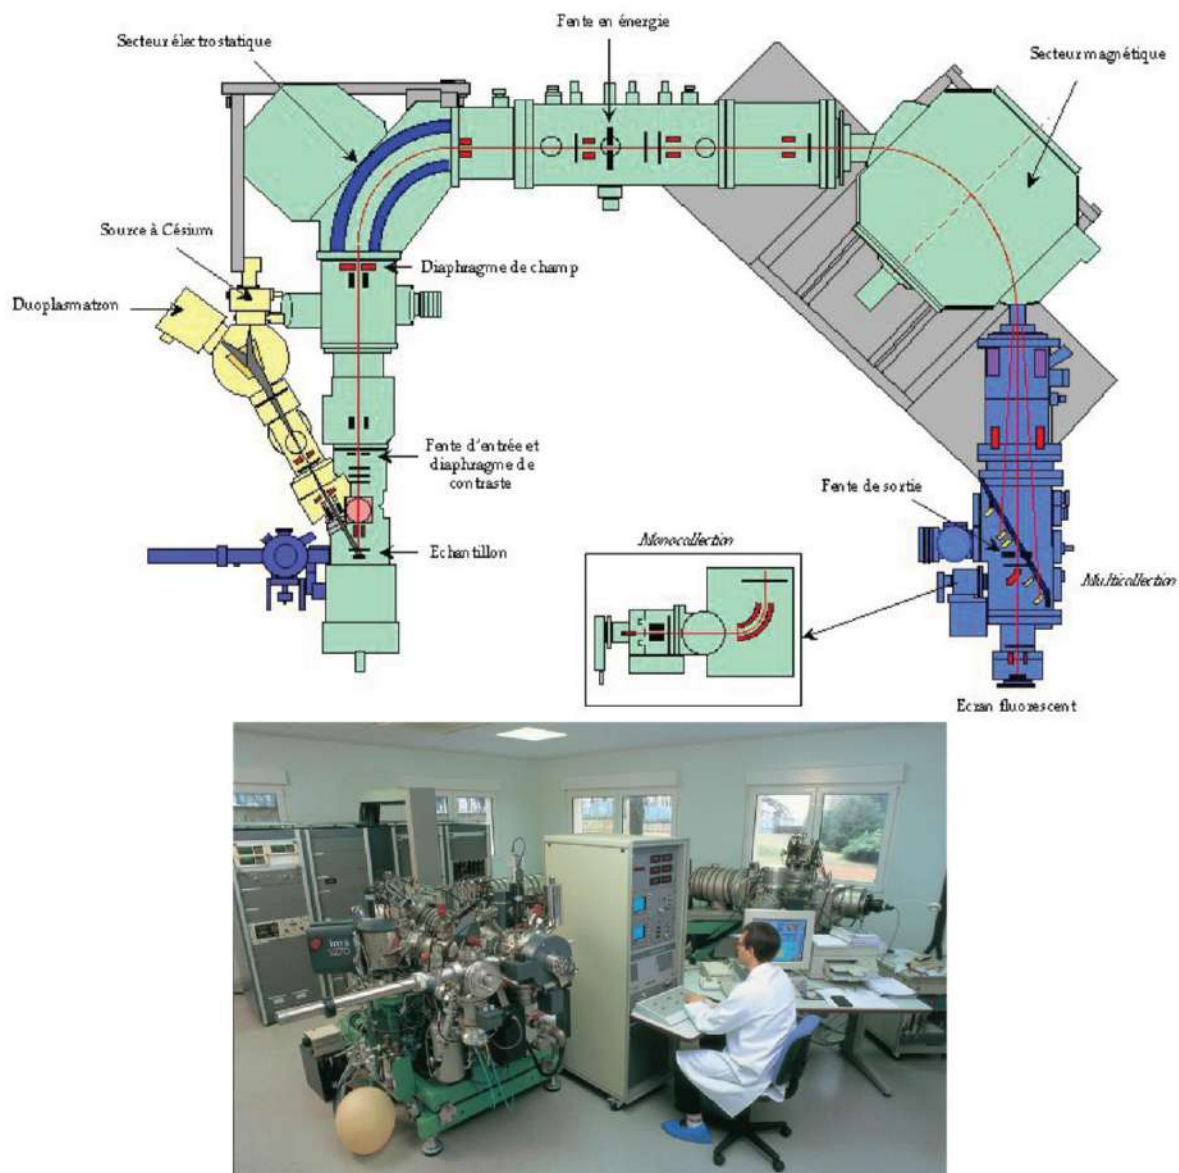 Fente en énergie
Secteur électrostatique
Secteur magnétique
Source à Césium
Diaphragme de champ
Duoplasmatron
Fente d'entrée et
diaphragme de
contraste
Fente de sortie
Monocollection
Echantillon
Multicollection
Ecran fluorescent
ims
1270